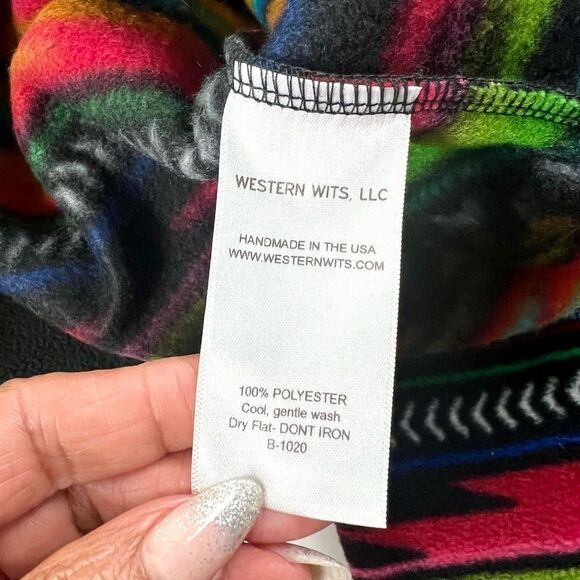 WESTERN WITS, LLC
HANDMADE IN THE USA
WWW.WESTERNWITS.COM
100% POLYESTER
Cool, gentle wash
Dry Flat- DONT IRON
B-1020